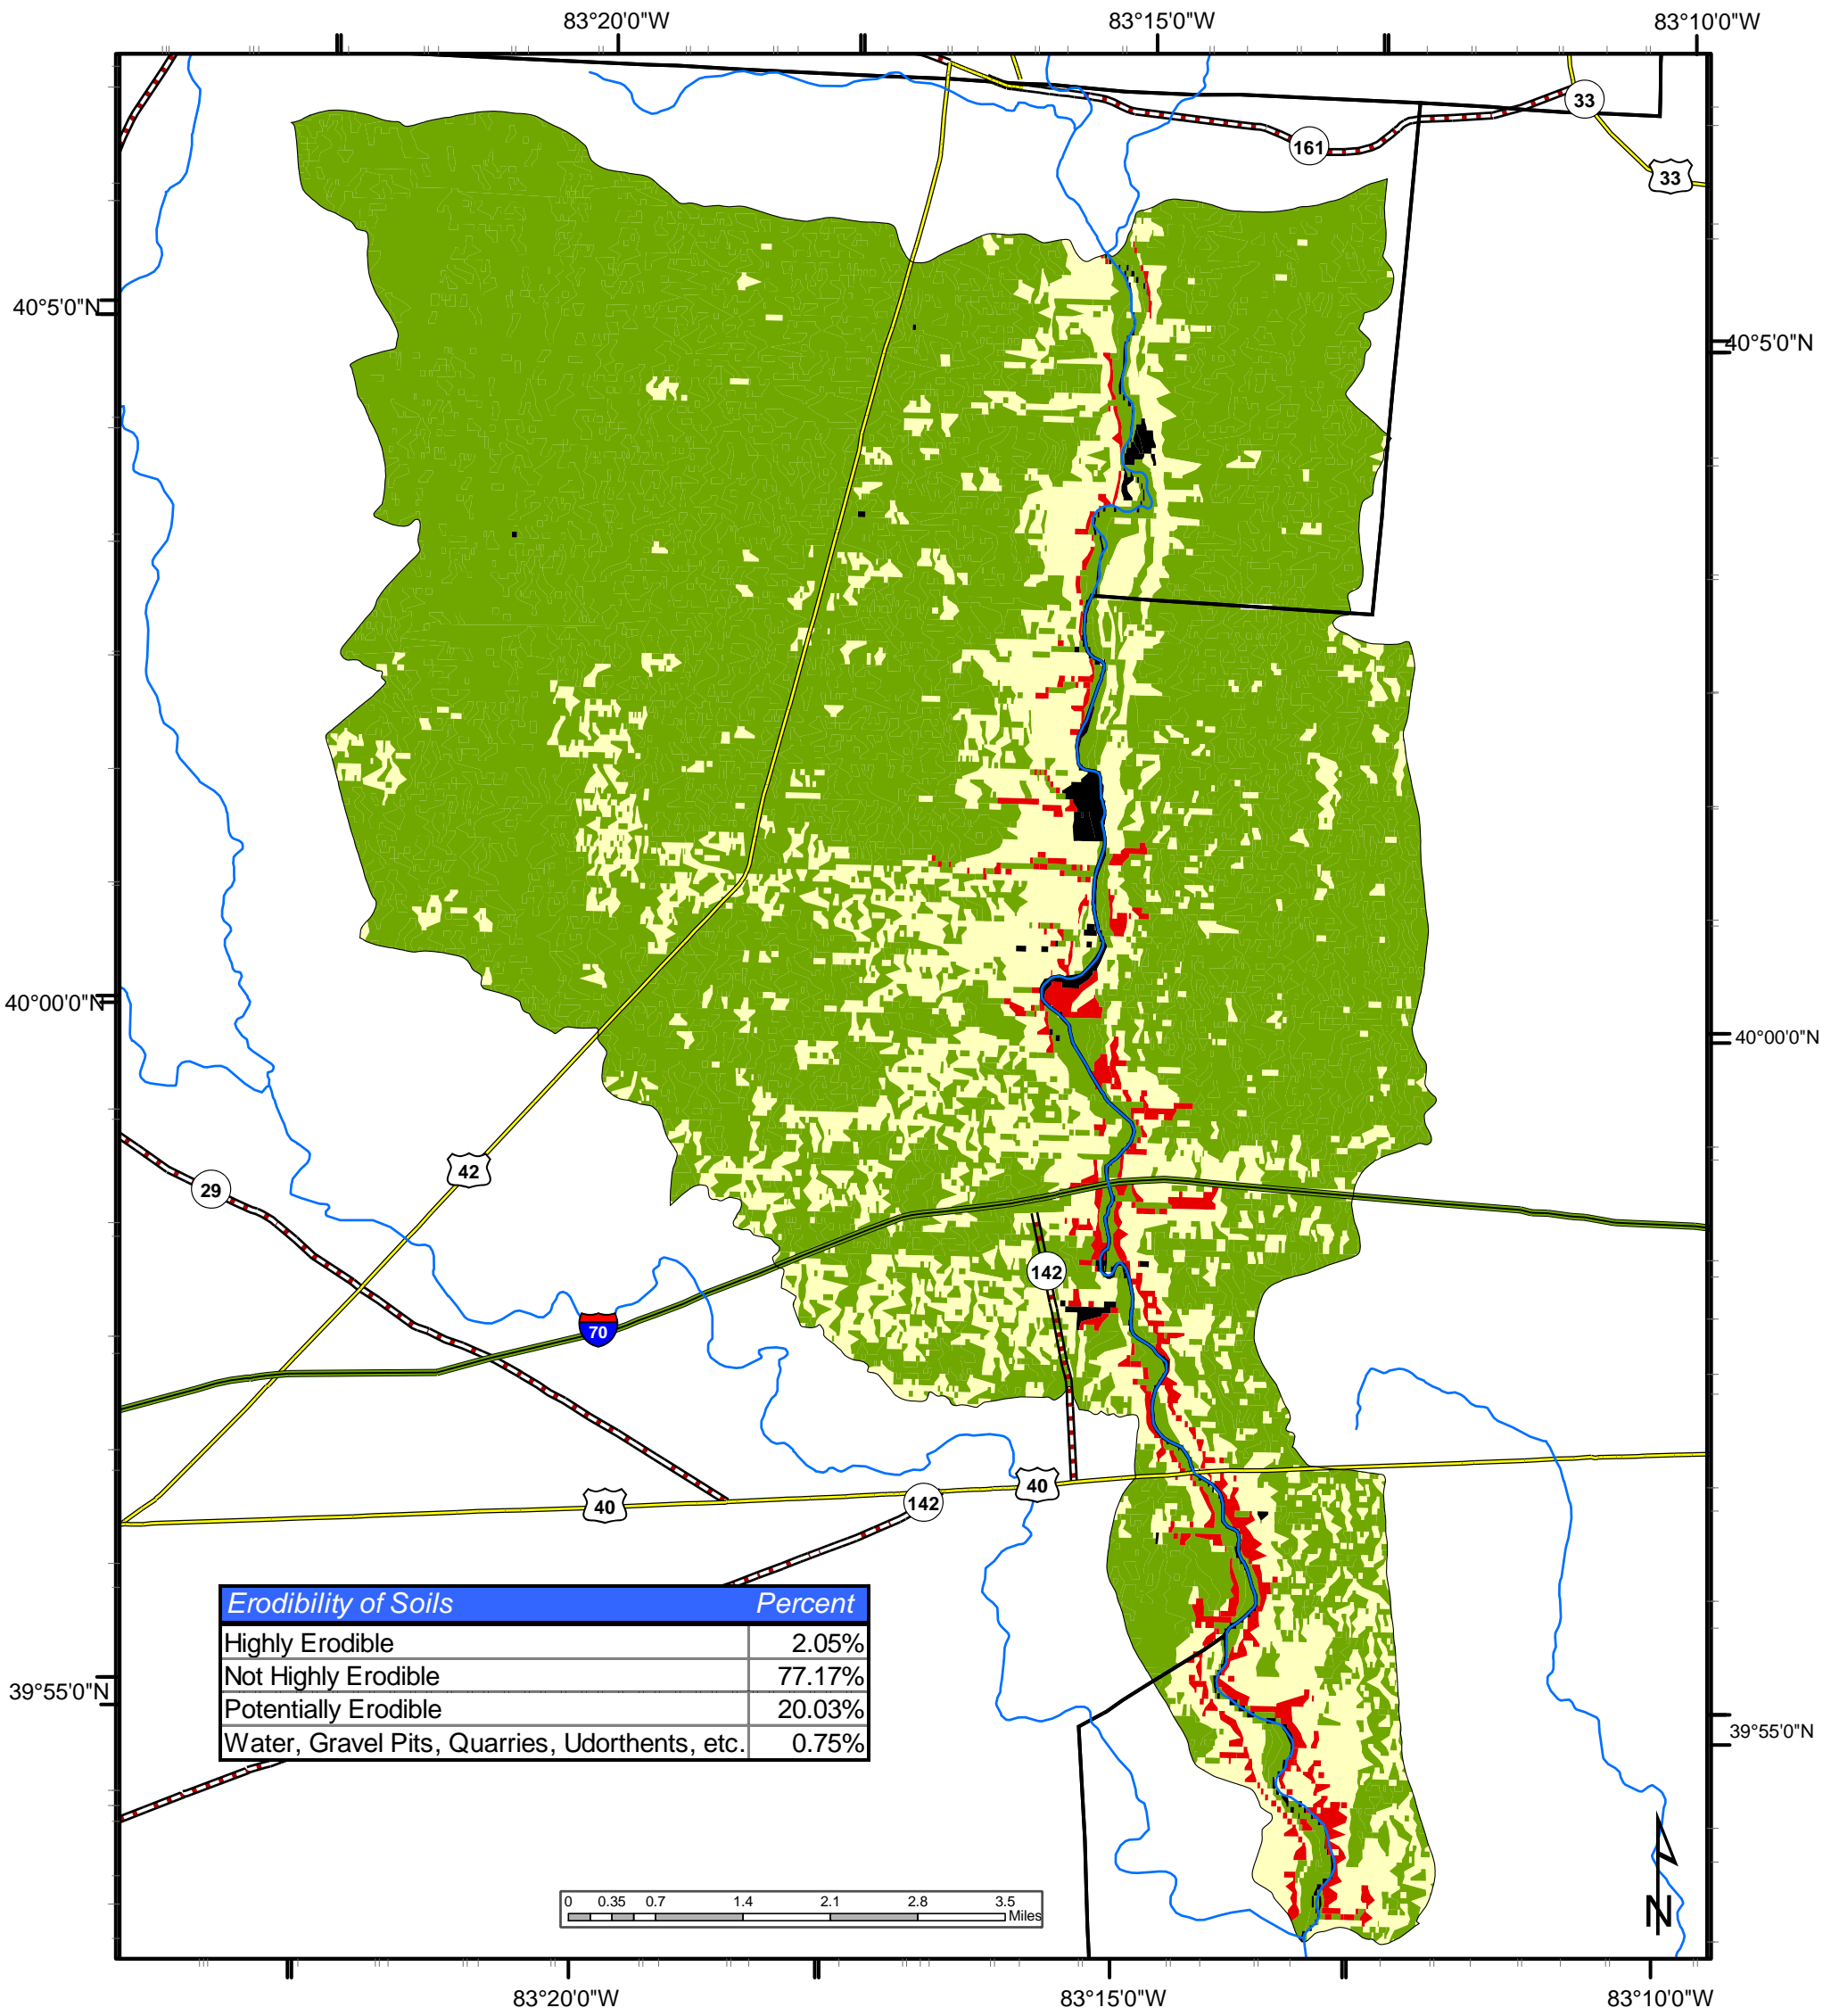 83°20'0"W 83°15'0"W 83°10'0"W
33
161
33
40°5'0"N
40°5'0"N
40°00'0"N
40°00'0"N
42
29
142
70
40
40
142
Erodibility of Soils Percent
Highly Erodible 2.05%
Not Highly Erodible 77.17%
Potentially Erodible 20.03%
Water, Gravel Pits, Quarries, Udorthents, etc. 0.75%
39°55'0"N
39°55'0"N
0 0.35 0.7 1.4 2.1 2.8 3.5
Miles
N
83°20'0"W 83°15'0"W 83°10'0"W